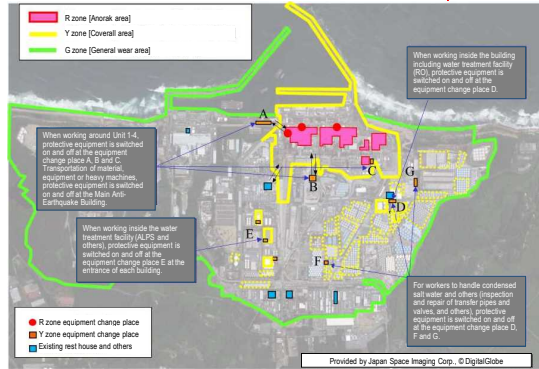 R zone [Anorak area]
Y zone [Coverall area]
G zone [General wear area]
When working inside the building
including water treatment facility
(RO), protective equipment is
switched on and off at the
equipment change place D.
A
When working around Unit 1-4,
protective equipment is switched
on and off at the equipment
change place A, B and C.
Transportation of material,
equipment or heavy machines,
protective equipment is switched
on and off at the Main Anti-
Earthquake Building.
C
G
B
D
When working inside the water
treatment facility (ALPS and
others), protective equipment is
switched on and off at the
equipment change place E at the
entrance of each building.
E
F
For workers to handle condensed
salt water and others (inspection
and repair of transfer pipes and
valves, and others), protective
equipment is switched on and off
at the equipment change place D,
F and G.
R zone equipment change place
Y zone equipment change place
Existing rest house and others
Provided by Japan Space Imaging Corp., © DigitalGlobe